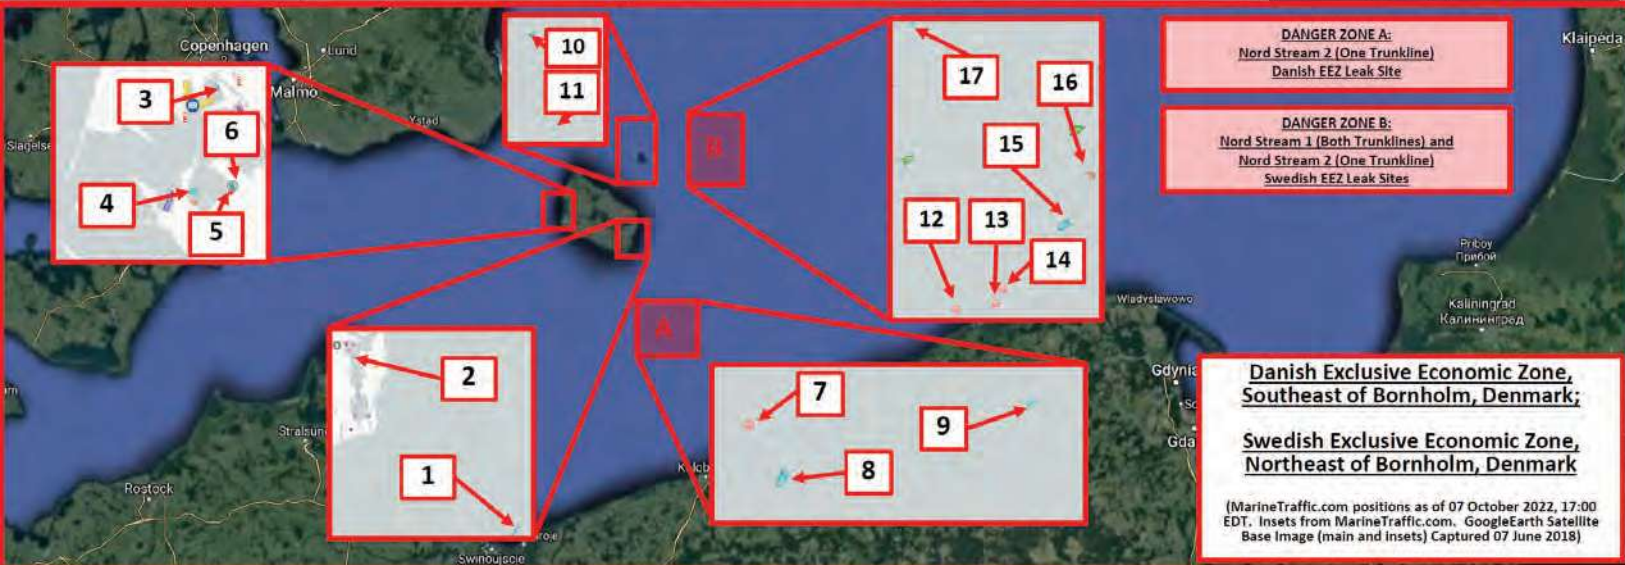 Copenhagen
Lund
Malmo
Ystad
Klaipėda
3
6
4
5
10
11
17
16
15
12
13
14
B
DANGER ZONE A:
Nord Stream 2 (One Trunkline)
Danish EEZ Leak Site
DANGER ZONE B:
Nord Stream 1 (Both Trunklines) and
Nord Stream 2 (One Trunkline)
Swedish EEZ Leak Sites
Priboy
Прибой
Kaliningrad
Калининград
Wladyslawowo
A
2
1
7
8
9
Gdynia
Gda
Stralsun
Rostock
Swinoujscie
Danish Exclusive Economic Zone,
Southeast of Bornholm, Denmark;
Swedish Exclusive Economic Zone,
Northeast of Bornholm, Denmark
(MarineTraffic.com positions as of 07 October 2022, 17:00
EDT. Insets from MarineTraffic.com. GoogleEarth Satellite
Base Image (main and insets) Captured 07 June 2018)